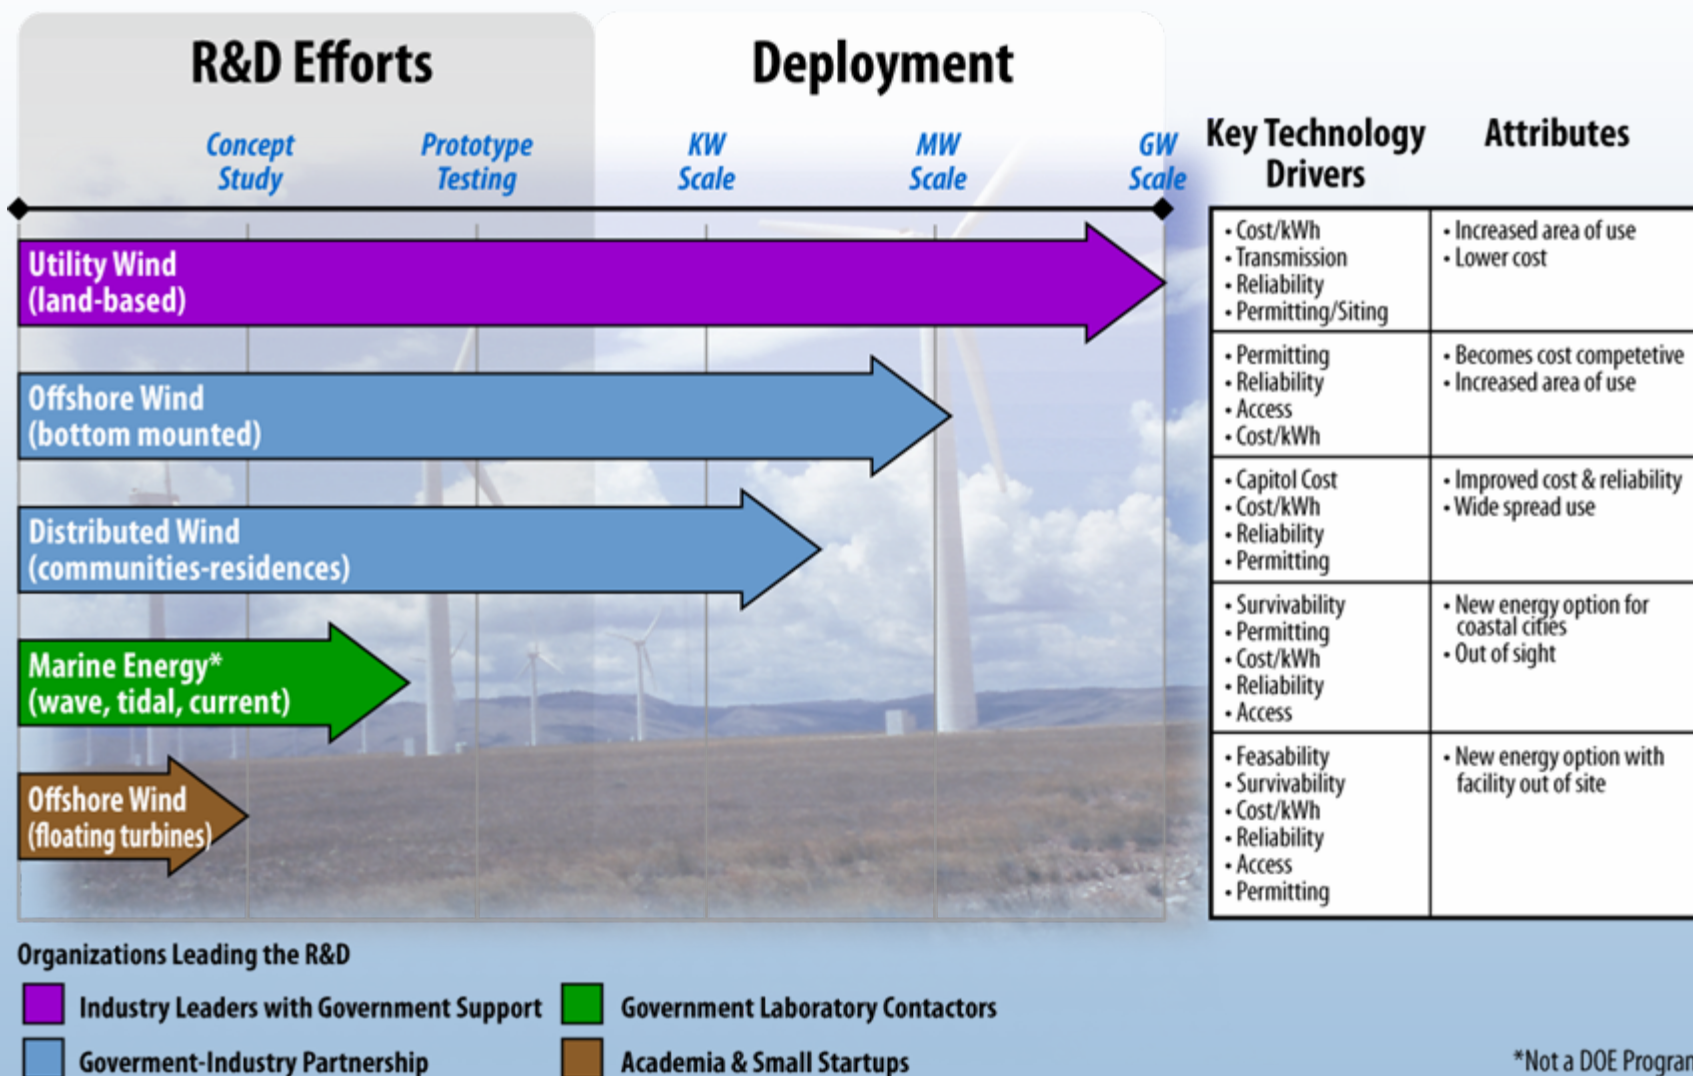 R&D Efforts
Deployment
Concept
Study
Prototype
Testing
KW
Scale
MW
Scale
GW
Scale
Key Technology
Drivers
Attributes
Utility Wind
(land-based)
• Cost/kWh
• Transmission
• Reliability
• Permitting/Siting
• Increased area of use
• Lower cost
Offshore Wind
(bottom mounted)
• Permitting
• Reliability
• Access
• Cost/kWh
• Becomes cost competetive
• Increased area of use
Distributed Wind
(communities-residences)
• Capitol Cost
• Cost/kWh
• Reliability
• Permitting
• Improved cost & reliability
• Wide spread use
Marine Energy*
(wave, tidal, current)
• Survivability
• Permitting
• Cost/kWh
• Reliability
• Access
• New energy option for
coastal cities
• Out of sight
Offshore Wind
(floating turbines)
• Feasability
• Survivability
• Cost/kWh
• Reliability
• Access
• Permitting
• New energy option with
facility out of site
Organizations Leading the R&D
Industry Leaders with Government Support
Government Laboratory Contactors
Goverment-Industry Partnership
Academia & Small Startups
*Not a DOE Program